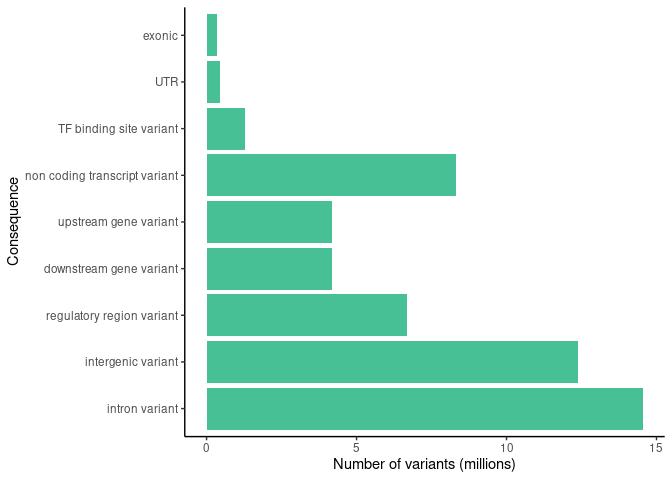 exonic
UTR
TF binding site variant
non coding transcript variant
upstream gene variant
downstream gene variant
regulatory region variant
intergenic variant
intron variant
Consequence
0 5 10 15
Number of variants (millions)